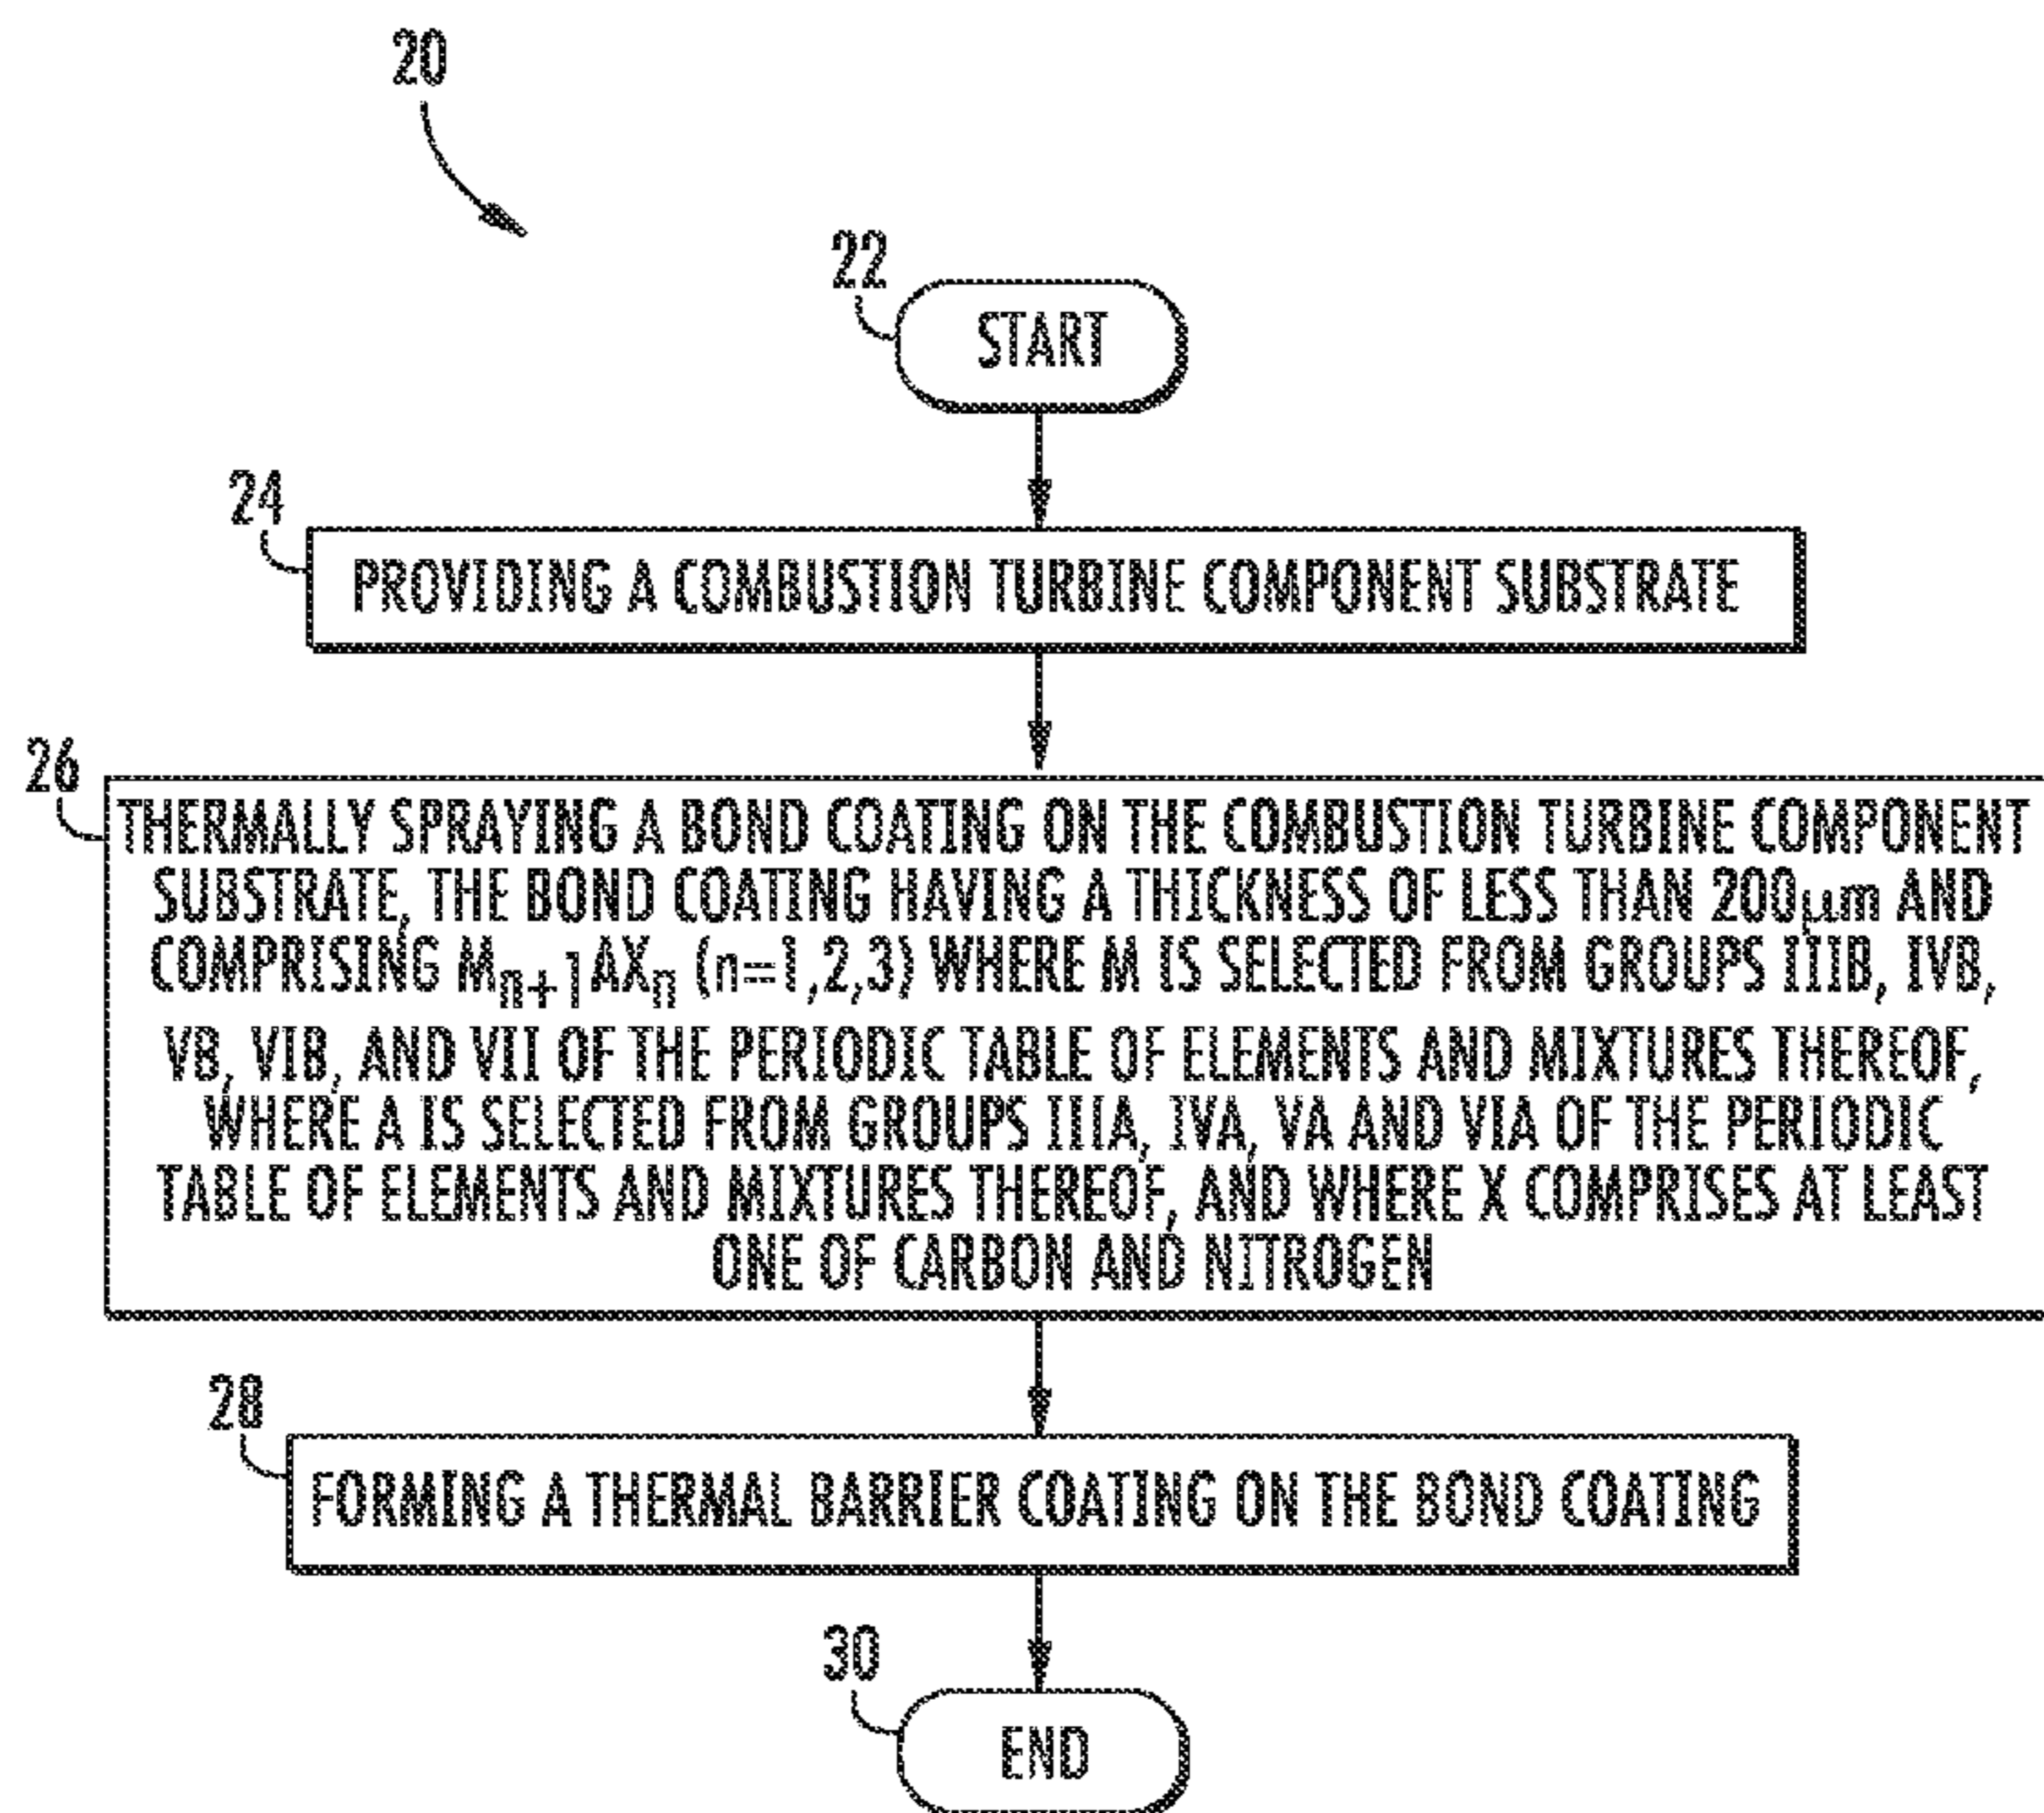 20
22
START
24
PROVIDING A COMBUSTION TURBINE COMPONENT SUBSTRATE
26
THERMALLY SPRAYING A BOND COATING ON THE COMBUSTION TURBINE COMPONENT
SUBSTRATE, THE BOND COATING HAVING A THICKNESS OF LESS THAN 200μm AND
COMPRISING Mn+1AXn (n=1,2,3) WHERE M IS SELECTED FROM GROUPS IIIB, IVB,
VB, VIB, AND VII OF THE PERIODIC TABLE OF ELEMENTS AND MIXTURES THEREOF,
WHERE A IS SELECTED FROM GROUPS IIIA, IVA, VA AND VIA OF THE PERIODIC
TABLE OF ELEMENTS AND MIXTURES THEREOF, AND WHERE X COMPRISES AT LEAST
ONE OF CARBON AND NITROGEN
28
FORMING A THERMAL BARRIER COATING ON THE BOND COATING
30
END